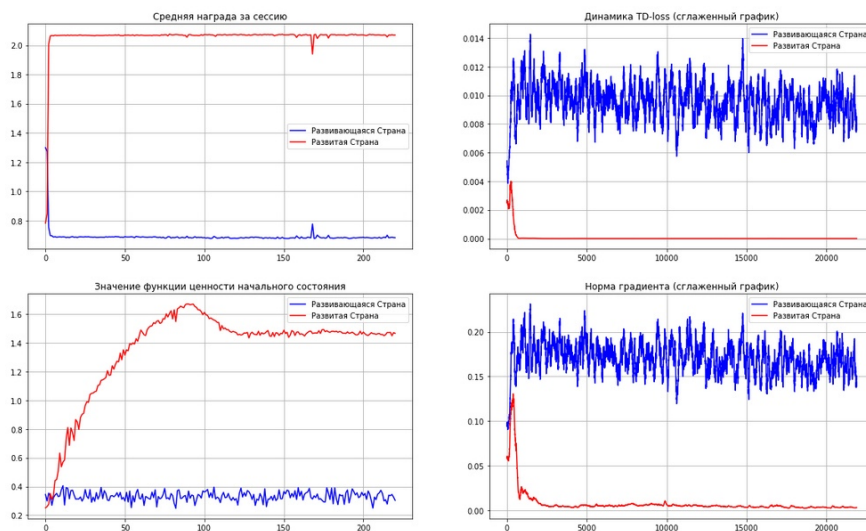 Средняя награда за сессию
2.0
1.8
1.6
1.4
1.2
1.0
0.8
0 50 100 150 200
Развивающаяся Страна
Развитая Страна
Динамика TD-loss (сглаженный график)
0.014
0.012
0.010
0.008
0.006
0.004
0.002
0.000
0 5000 10000 15000 20000
Развивающаяся Страна
Развитая Страна
Значение функции ценности начального состояния
1.6
1.4
1.2
1.0
0.8
0.6
0.4
0.2
0 50 100 150 200
Развивающаяся Страна
Развитая Страна
Норма градиента (сглаженный график)
0.20
0.15
0.10
0.05
0.00
0 5000 10000 15000 20000
Развивающаяся Страна
Развитая Страна